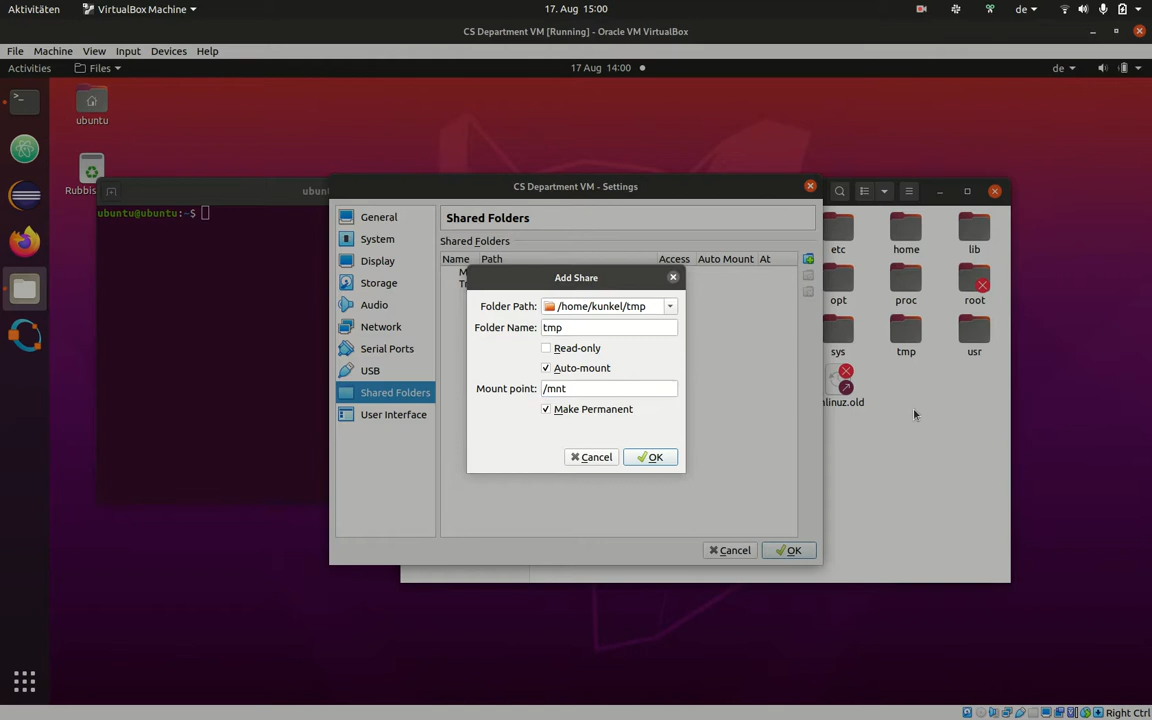 Aktivitäten
VirtualBox Machine
17. Aug 15:00
de
CS Department VM [Running] - Oracle VM VirtualBox
File Machine View Input Devices Help
Activities
Files
17 Aug 14:00
de
ubuntu
ubuntu@ubuntu:~$
CS Department VM - Settings
General
System
Display
Storage
Audio
Network
Serial Ports
USB
Shared Folders
User Interface
Shared Folders
Shared Folders
Name Path Access Auto Mount At
Add Share
Folder Path: /home/kunkel/tmp
Folder Name: tmp
Read-only
Auto-mount
Mount point: /mnt
Make Permanent
Cancel
OK
Cancel
OK
etc
home
lib
opt
proc
root
sys
tmp
usr
Right Ctrl